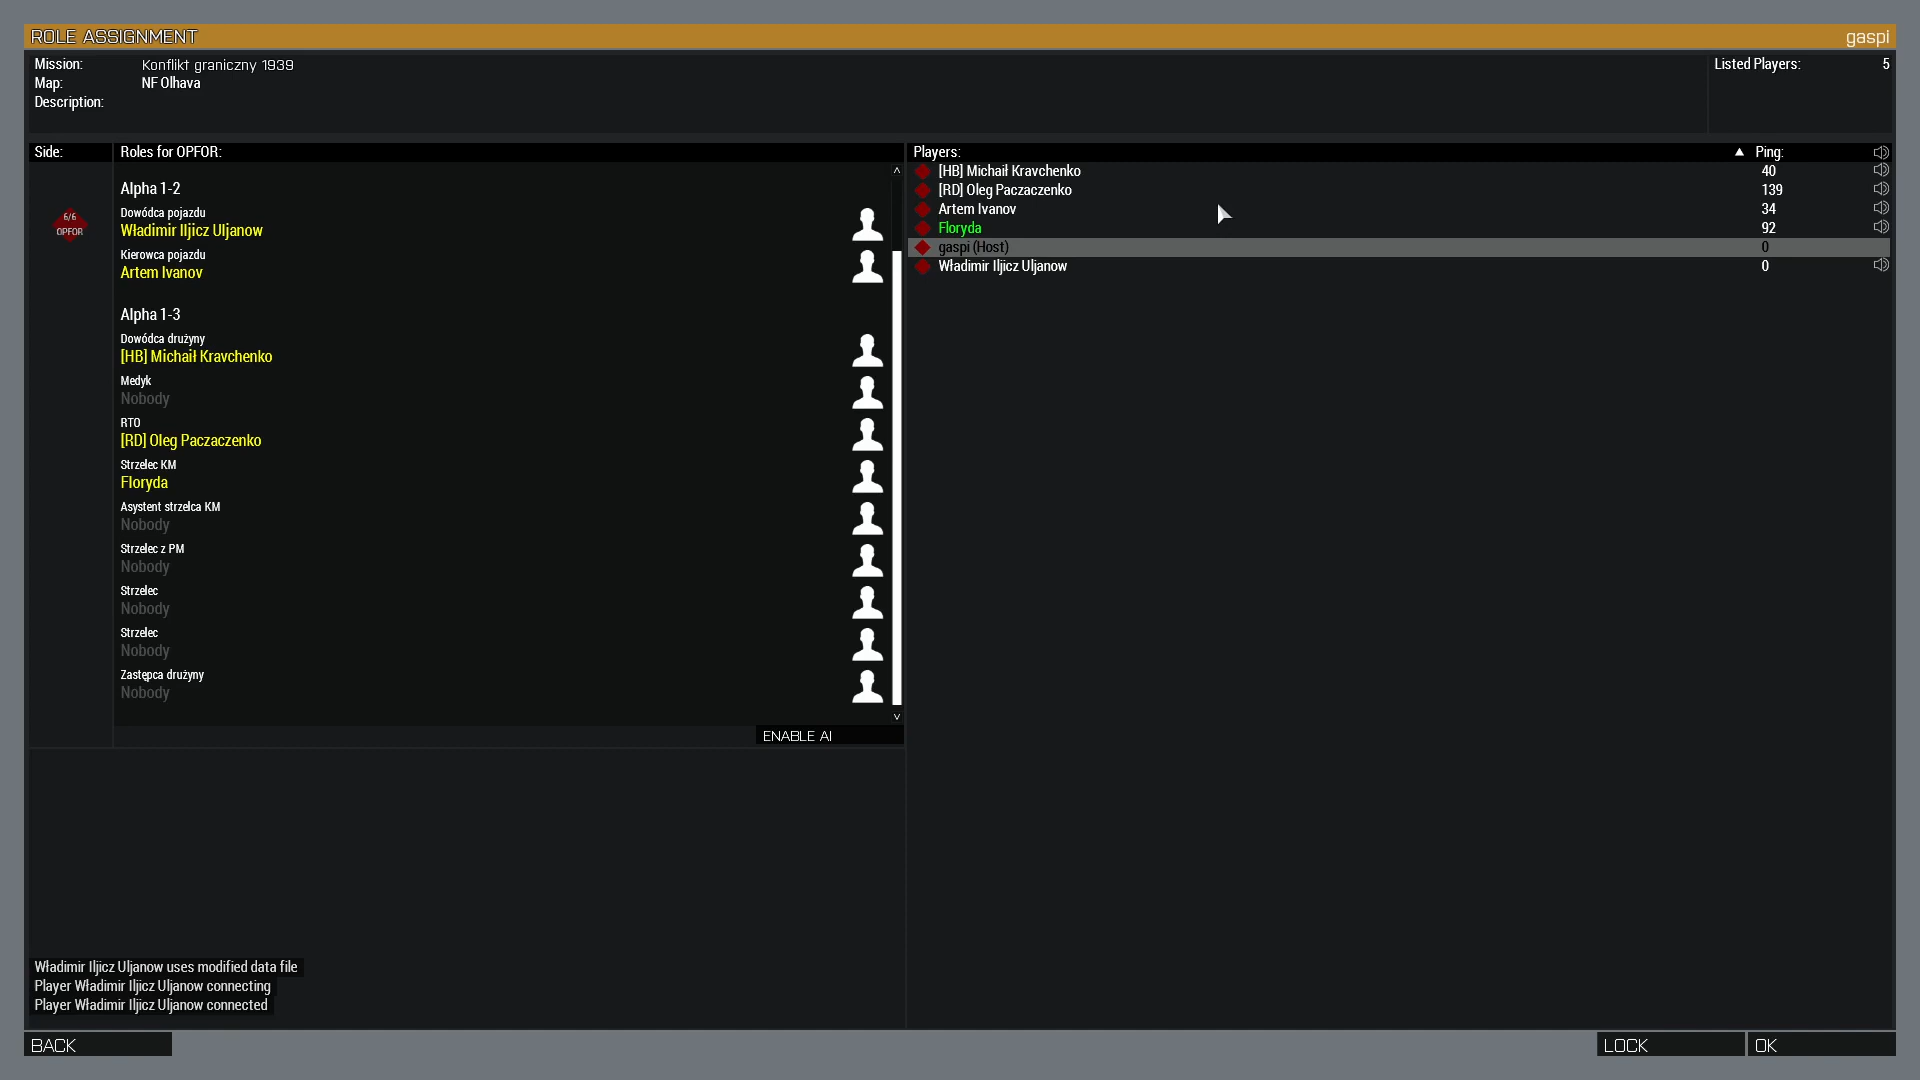 ROLE ASSIGNMENT gaspi
Mission: Konflikt graniczny 1939 Listed Players: 5
Map: NF Olhava
Description:
Side: Roles for OPFOR:
Alpha 1-2
6/6
OPFOR
Dowódca pojazdu
Władimir Iljicz Uljanow
Kierowca pojazdu
Artem Ivanov
Alpha 1-3
Dowódca drużyny
[HB] Michaił Kravchenko
Medyk
Nobody
RTO
[RD] Oleg Paczaczenko
Strzelec KM
Floryda
Asystent strzelca KM
Nobody
Strzelec z PM
Nobody
Strzelec
Nobody
Strzelec
Nobody
Zastępca drużyny
Nobody
ENABLE AI
Players: Ping:
[HB] Michaił Kravchenko 40
[RD] Oleg Paczaczenko 139
Artem Ivanov 34
Floryda 92
gaspi (Host) 0
Władimir Iljicz Uljanow 0
Władimir Iljicz Uljanow uses modified data file
Player Władimir Iljicz Uljanow connecting
Player Władimir Iljicz Uljanow connected
BACK LOCK OK